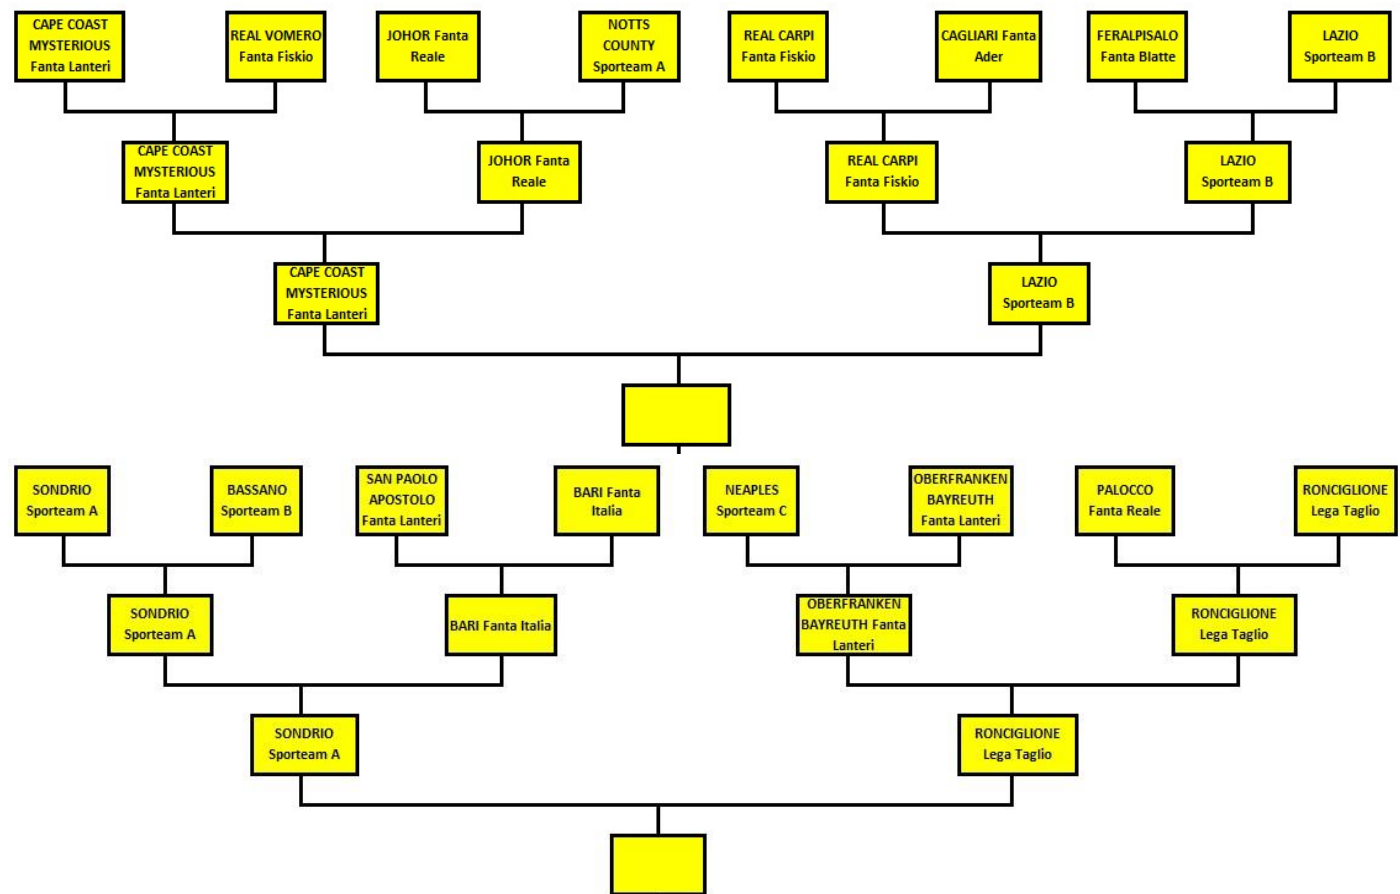 CAPE COAST
MYSTERIOUS
Fanta Lanteri
REAL VOMERO
Fanta Fiskio
JOHOR Fanta
Reale
NOTTS
COUNTY
Sporteam A
REAL CARPI
Fanta Fiskio
CAGLIARI Fanta
Ader
FERALPISALO
Fanta Blatte
LAZIO
Sporteam B
CAPE COAST
MYSTERIOUS
Fanta Lanteri
JOHOR Fanta
Reale
REAL CARPI
Fanta Fiskio
LAZIO
Sporteam B
CAPE COAST
MYSTERIOUS
Fanta Lanteri
LAZIO
Sporteam B
SONDRIO
Sporteam A
BASSANO
Sporteam B
SAN PAOLO
APOSTOLO
Fanta Lanteri
BARI Fanta
Italia
NEAPLES
Sporteam C
OBERFRANKEN
BAYREUTH
Fanta Lanteri
PALOCCO
Fanta Reale
RONCIGLIONE
Lega Taglio
SONDRIO
Sporteam A
BARI Fanta Italia
OBERFRANKEN
BAYREUTH Fanta
Lanteri
RONCIGLIONE
Lega Taglio
SONDRIO
Sporteam A
RONCIGLIONE
Lega Taglio